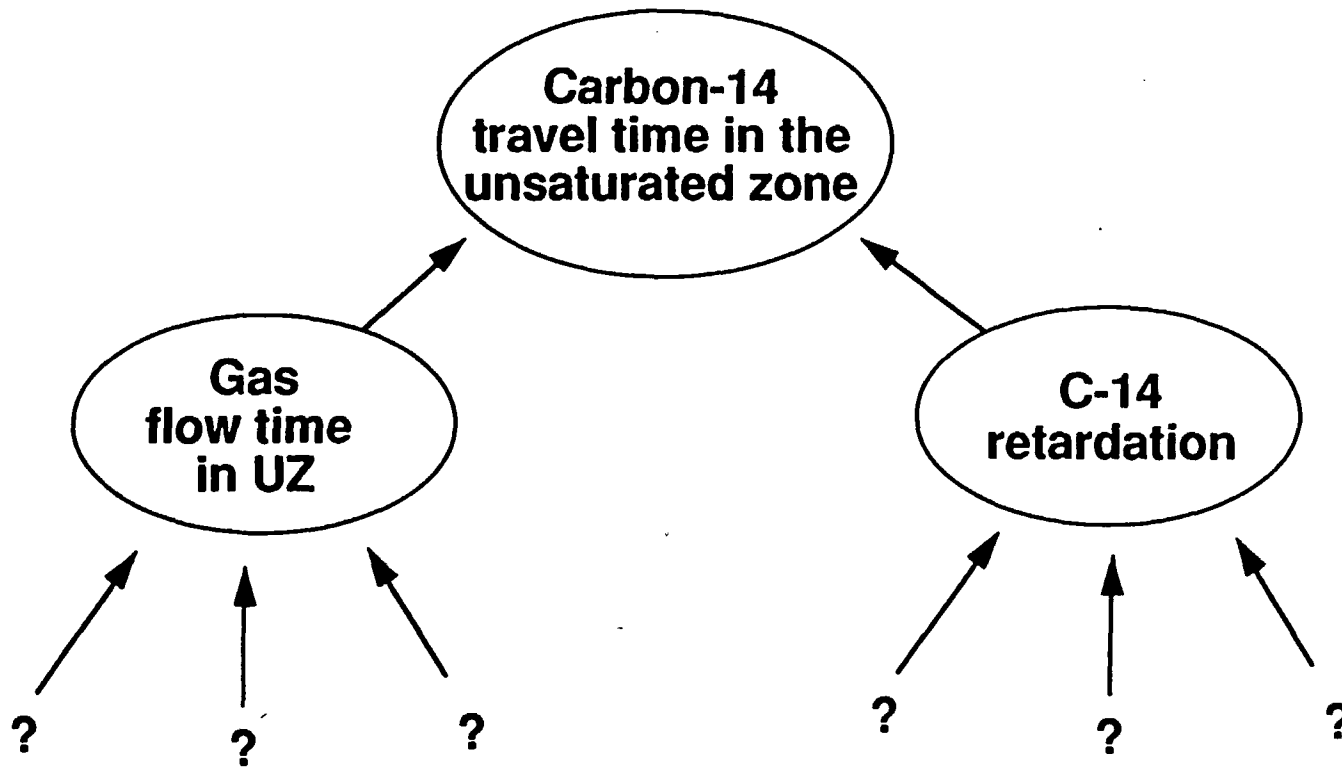 Carbon-14
travel time in the
unsaturated zone
Gas
flow time
in UZ
C-14
retardation
?
?
?
?
?
?